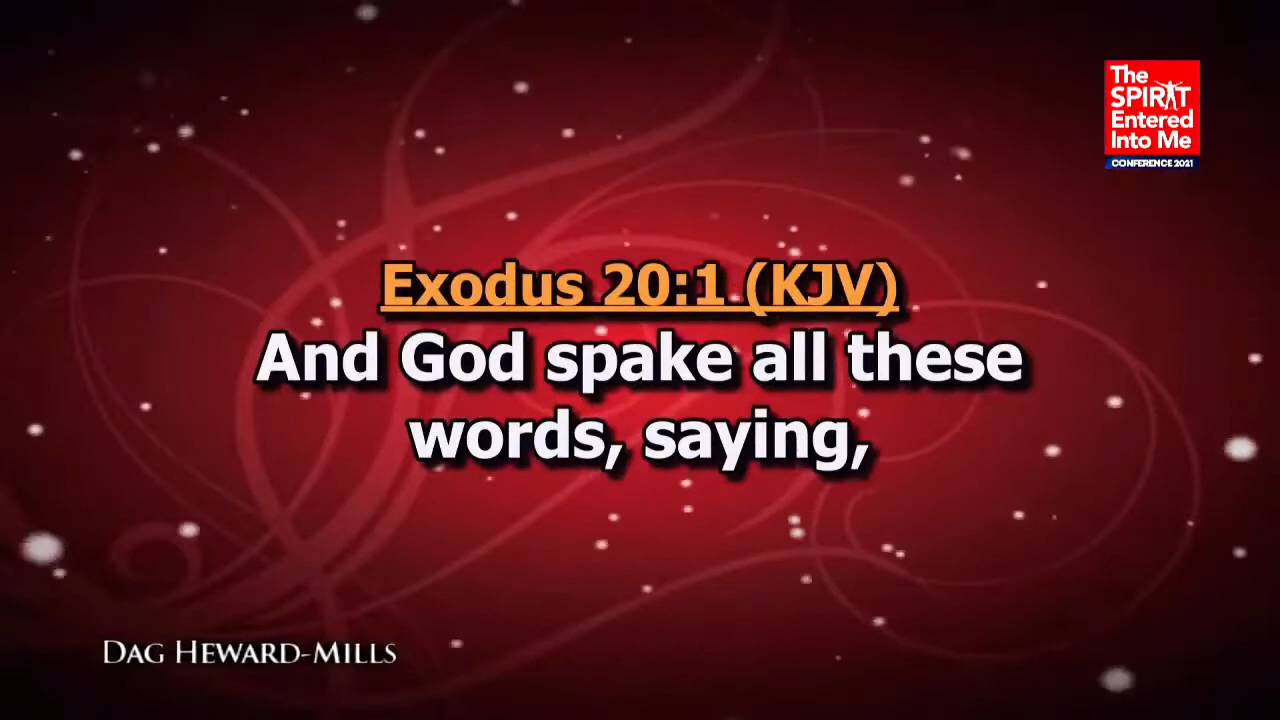 The
SPIRIT
Entered
Into Me
CONFERENCE 2021
Exodus 20:1 (KJV)
And God spake all these
words, saying,
DAG HEWARD-MILLS